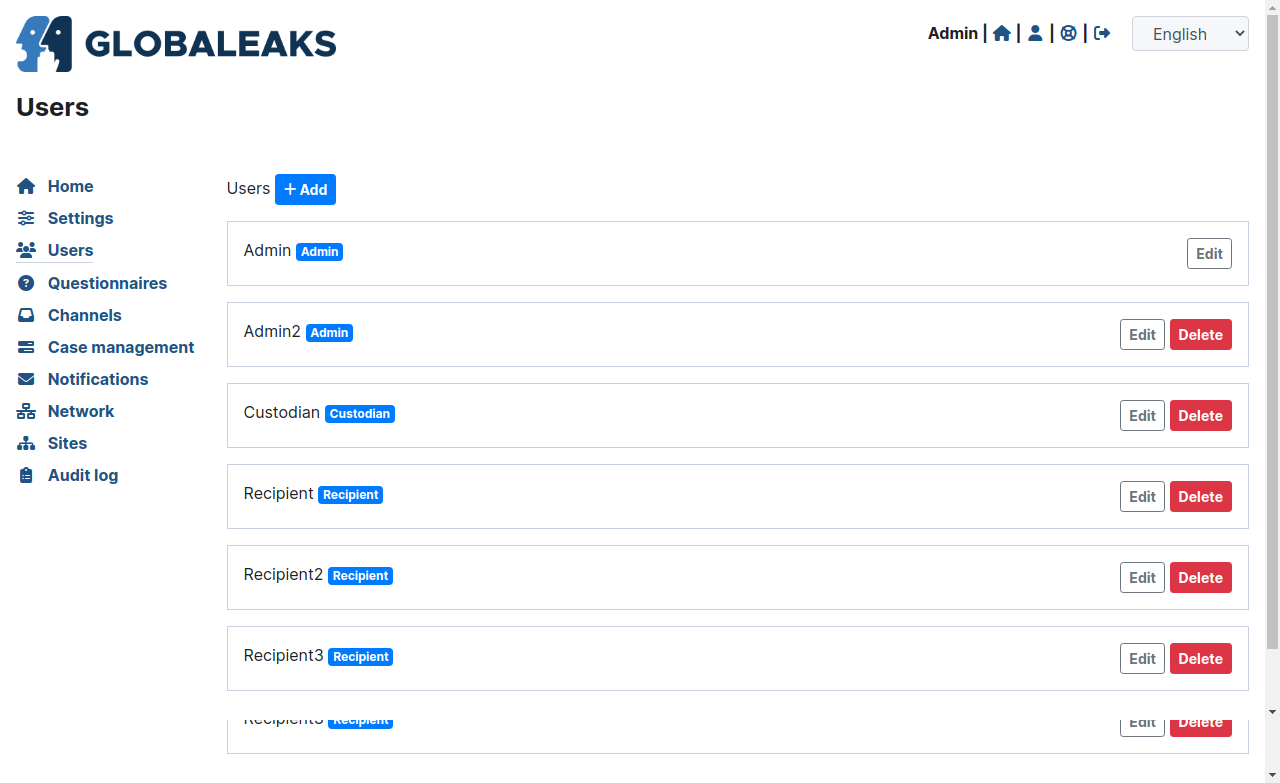 GLOBALEAKS
Admin | | | |
English
Users
Home
Settings
Users
Questionnaires
Channels
Case management
Notifications
Network
Sites
Audit log
Users + Add
Admin Admin Edit
Admin2 Admin Edit Delete
Custodian Custodian Edit Delete
Recipient Recipient Edit Delete
Recipient2 Recipient Edit Delete
Recipient3 Recipient Edit Delete
Recipient3 Recipient Edit Delete